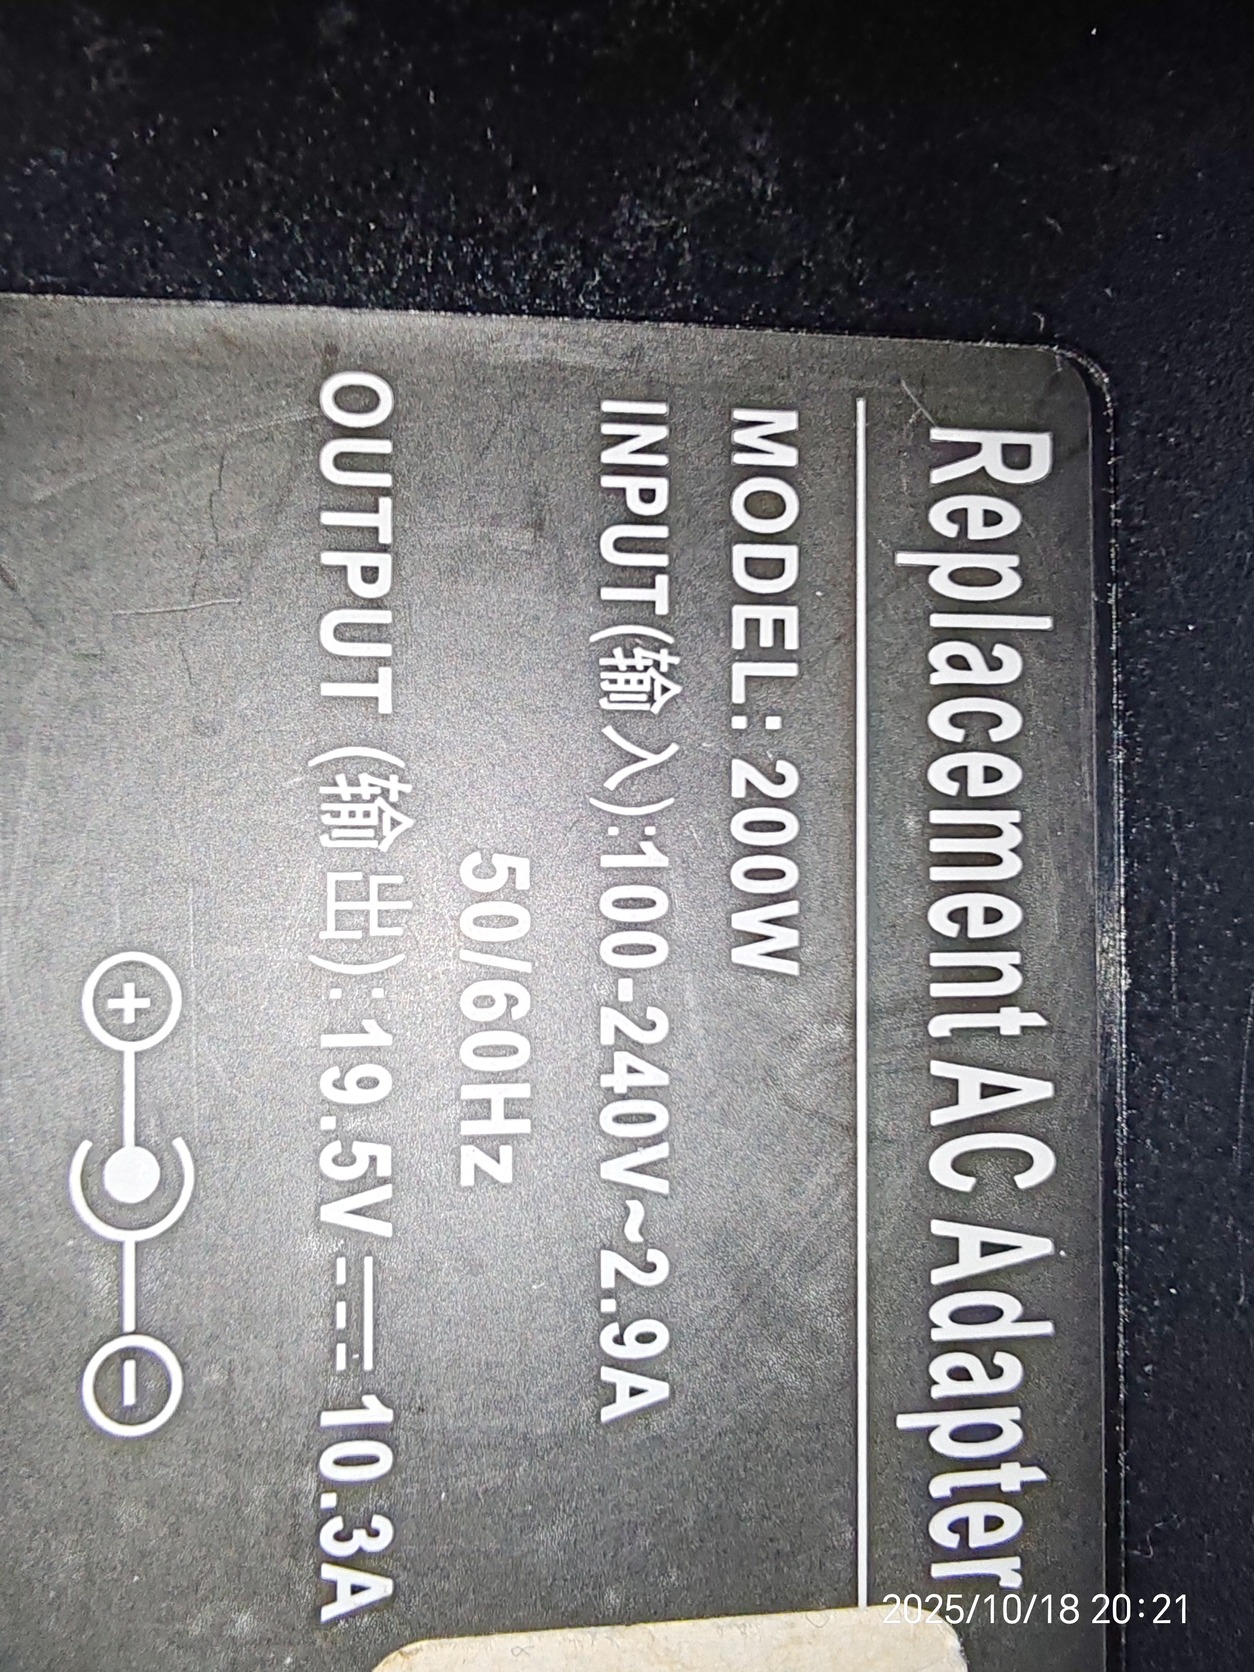 Replacement AC Adapter
MODEL: 200W
INPUT(输入):100-240V~2.9A
50/60Hz
OUTPUT (输出):19.5V⎓10.3A
+ −
2025/10/18 20:21